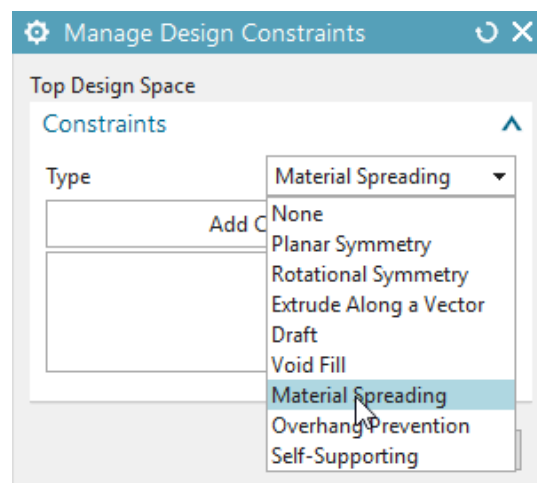 Manage Design Constraints
Top Design Space
Constraints
Type
Material Spreading
Add C
None
Planar Symmetry
Rotational Symmetry
Extrude Along a Vector
Draft
Void Fill
Material Spreading
Overhang Prevention
Self-Supporting